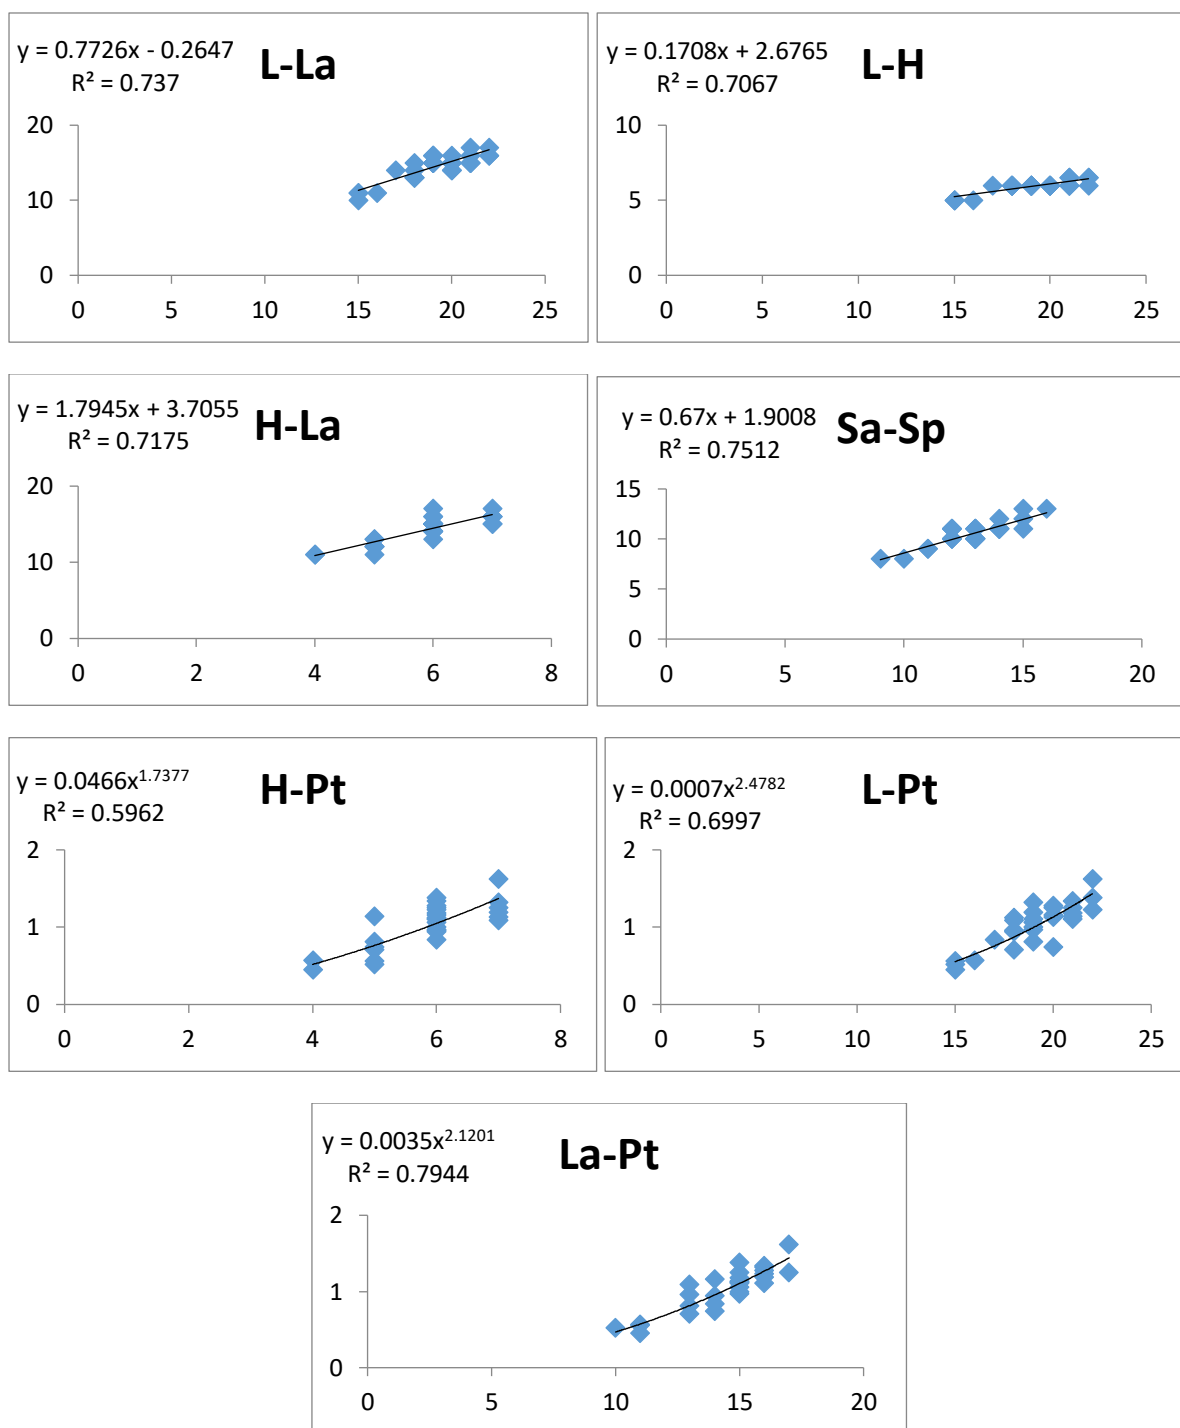 y = 0.7726x - 0.2647
R² = 0.737
L-La
20
10
0
0 5 10 15 20 25
y = 0.1708x + 2.6765
R² = 0.7067
L-H
10
5
0
0 5 10 15 20 25
y = 1.7945x + 3.7055
R² = 0.7175
H-La
20
10
0
0 2 4 6 8
y = 0.67x + 1.9008
R² = 0.7512
Sa-Sp
15
10
5
0
0 5 10 15 20
y = 0.0466x^1.7377
R² = 0.5962
H-Pt
2
1
0
0 2 4 6 8
y = 0.0007x^2.4782
R² = 0.6997
L-Pt
2
1
0
0 5 10 15 20 25
y = 0.0035x^2.1201
R² = 0.7944
La-Pt
2
1
0
0 5 10 15 20